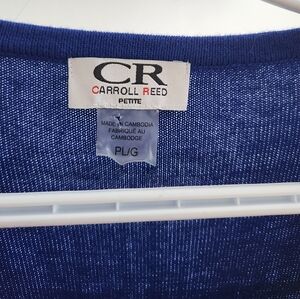 CR
CARROLL REED
PETITE
MADE IN CAMBODIA
FABRIQUÉ AU
CAMBODGE
PL/G